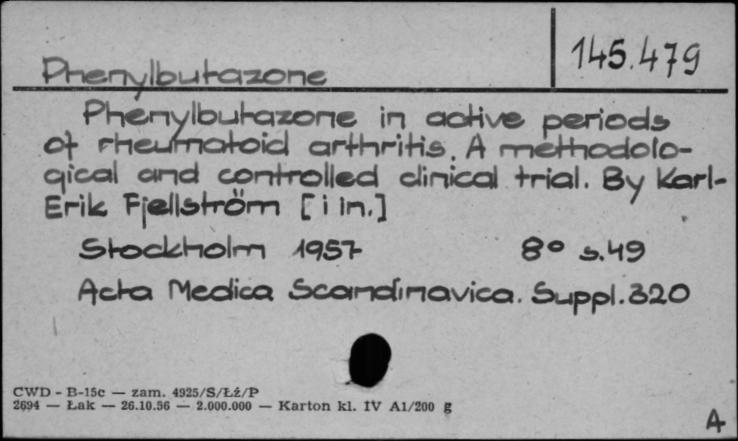 145.479
Phenylbutazone
Phenylbutazone in active periods
of rheumatoid arthritis. A methodolo-
gical and controlled clinical trial. By Karl-
Erik Fjellström [i in.]
Stockholm 1957 8° s.49
Acta Medica Scandinavica. Suppl.320
CWD - B-15c — zam. 4925/S/Łź/P
2694 — Łak — 26.10.56 — 2.000.000 — Karton kl. IV A1/200 g
A